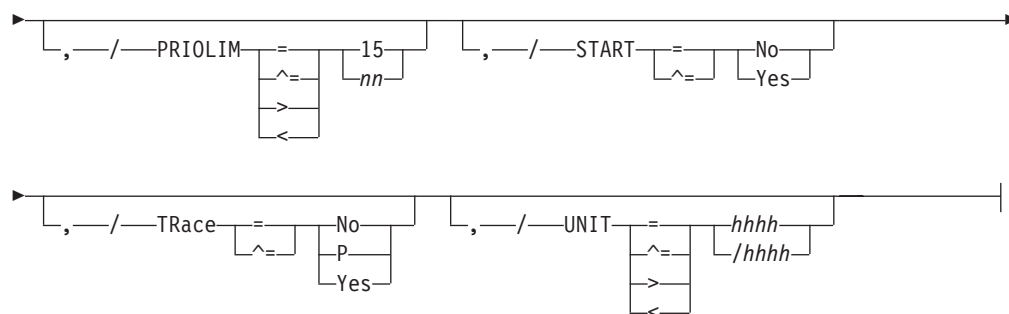 , / PRIOLIM = 15 , / START = No
^= nn ^= Yes
>
<
, / TRace = No , / UNIT = hhhh
^= P ^= /hhhh
Yes >
<